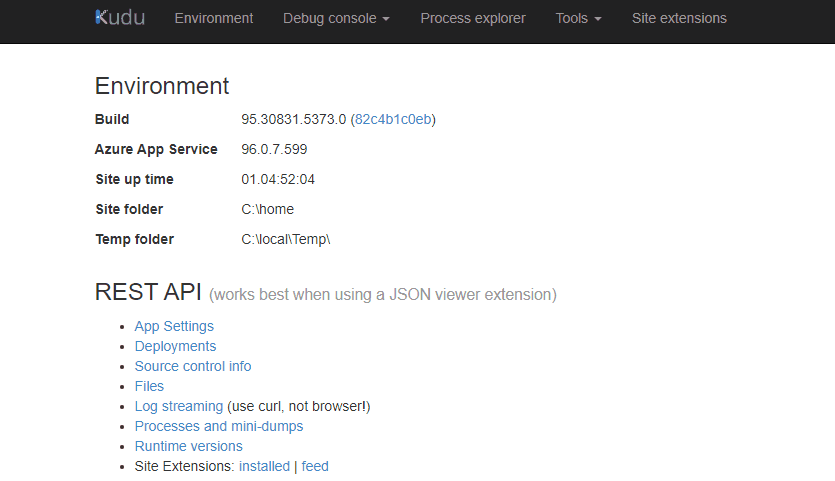 Kudu Environment Debug console Process explorer Tools Site extensions
Environment
Build 95.30831.5373.0 (82c4b1c0eb)
Azure App Service 96.0.7.599
Site up time 01.04:52:04
Site folder C:\home
Temp folder C:\local\Temp\
REST API (works best when using a JSON viewer extension)
App Settings
Deployments
Source control info
Files
Log streaming (use curl, not browser!)
Processes and mini-dumps
Runtime versions
Site Extensions: installed | feed